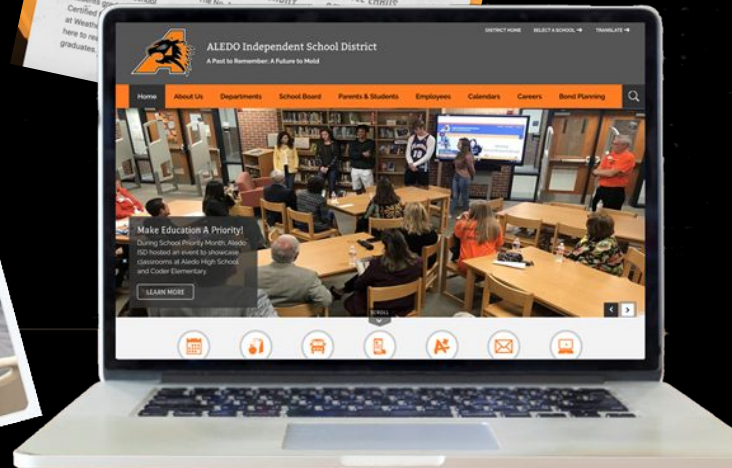 Certified
at Weathe
here to rea
graduates.
DISTRICT HOME SELECT A SCHOOL TRANSLATE
ALEDO Independent School District
A Past to Remember; A Future to Mold
Home About Us Departments School Board Parents & Students Employees Calendars Careers Bond Planning
Make Education A Priority!
During School Priority Month, Aledo
ISD hosted an event to showcase
classrooms at Aledo High School
and Coder Elementary.
LEARN MORE
SCROLL